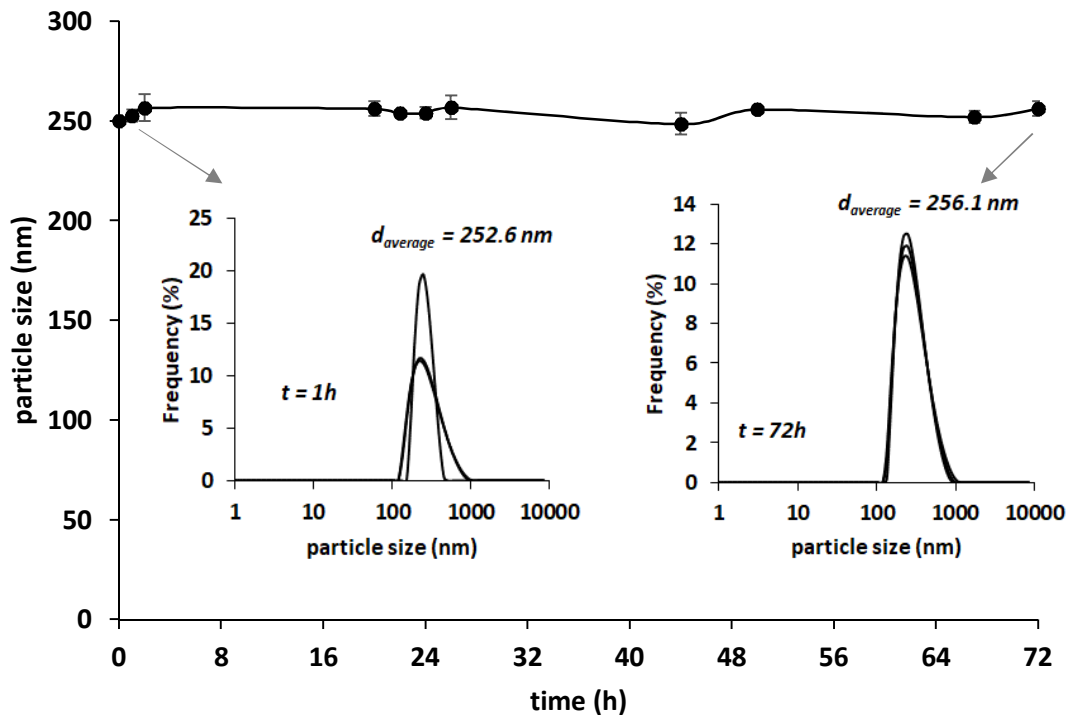 300
250
200
150
100
50
0
particle size (nm)
0 8 16 24 32 40 48 56 64 72
time (h)
25
20
15
10
5
0
Frequency (%)
d_average = 252.6 nm
t = 1h
1 10 100 1000 10000
particle size (nm)
14
12
10
8
6
4
2
0
Frequency (%)
d_average = 256.1 nm
t = 72h
1 10 100 1000 10000
particle size (nm)